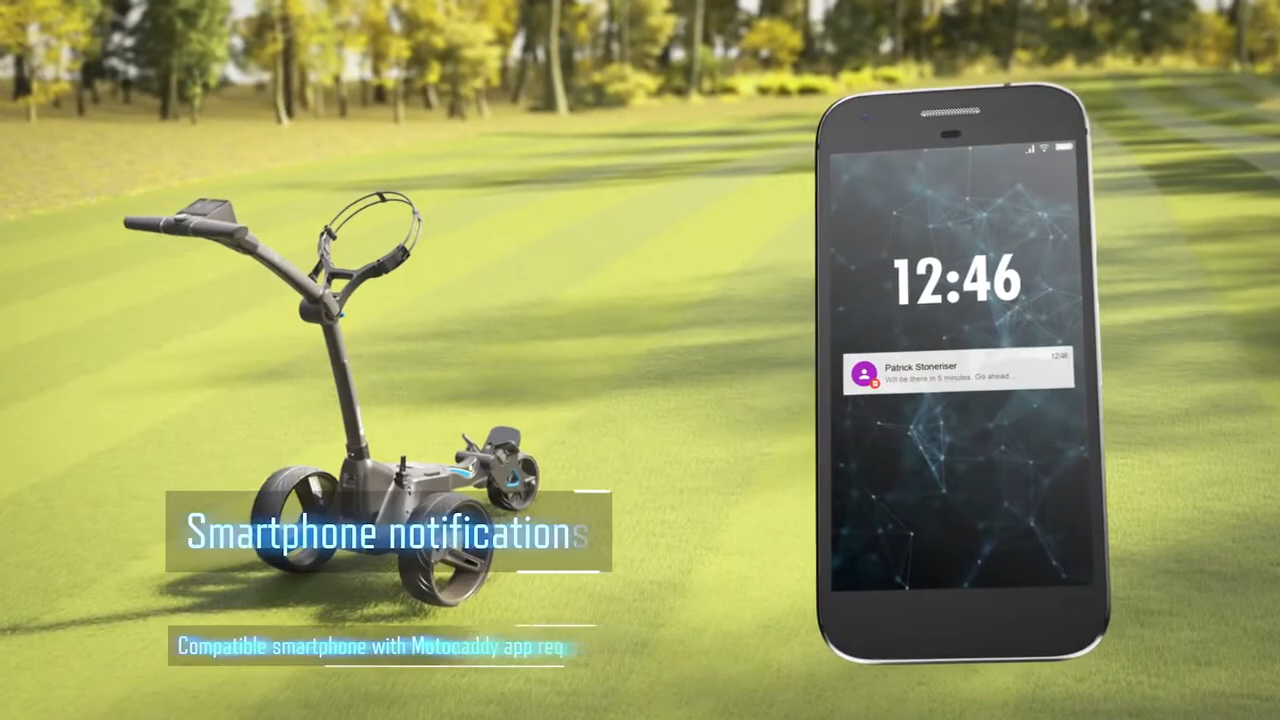 12:46
12:46
Patrick Stoneriser
Will be there in 5 minutes. Go ahead...
Smartphone notifications
Compatible smartphone with Motocaddy app req